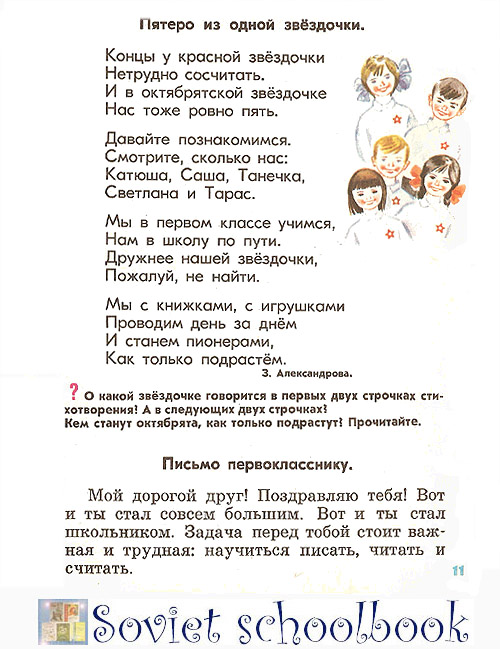 Пятеро из одной звёздочки.
Концы у красной звёздочки
Нетрудно сосчитать.
И в октябрятской звёздочке
Нас тоже ровно пять.
Давайте познакомимся.
Смотрите, сколько нас:
Катюша, Саша, Танечка,
Светлана и Тарас.
Мы в первом классе учимся,
Нам в школу по пути.
Дружнее нашей звёздочки,
Пожалуй, не найти.
Мы с книжками, с игрушками
Проводим день за днём
И станем пионерами,
Как только подрастём.
З. Александрова.
? О какой звёздочке говорится в первых двух строчках сти-
хотворения? А в следующих двух строчках?
Кем станут октябрята, как только подрастут? Прочитайте.
Письмо первокласснику.
Мой дорогой друг! Поздравляю тебя! Вот
и ты стал совсем большим. Вот и ты стал
школьником. Задача перед тобой стоит важ-
ная и трудная: научиться писать, читать и
считать.
11
Soviet schoolbook